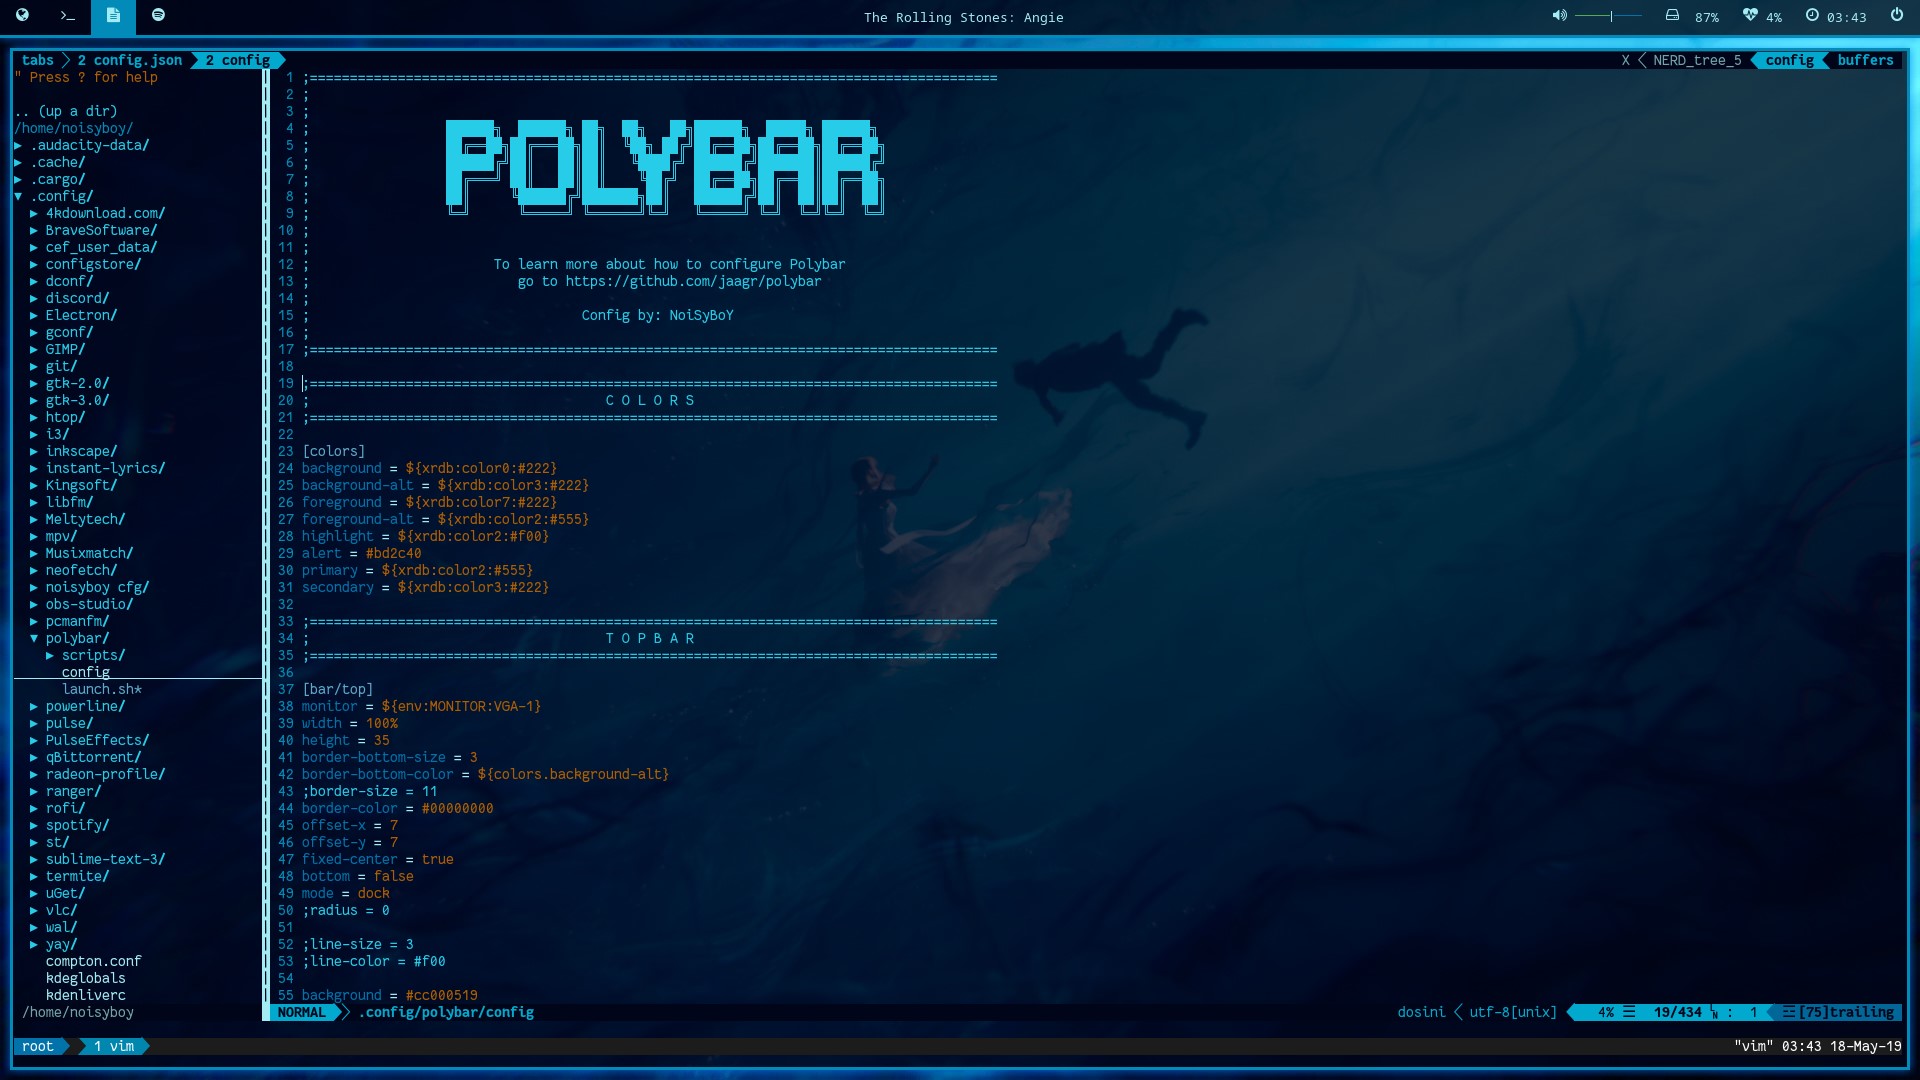 >_
The Rolling Stones: Angie
87%
4%
03:43
tabs 2 config.json 2 config
X NERD_tree_5 config buffers
" Press ? for help
.. (up a dir)
/home/noisyboy/
▶ .audacity-data/
▶ .cache/
▶ .cargo/
▼ .config/
▶ 4kdownload.com/
▶ BraveSoftware/
▶ cef_user_data/
▶ configstore/
▶ dconf/
▶ discord/
▶ Electron/
▶ gconf/
▶ GIMP/
▶ git/
▶ gtk-2.0/
▶ gtk-3.0/
▶ htop/
▶ i3/
▶ inkscape/
▶ instant-lyrics/
▶ Kingsoft/
▶ libfm/
▶ Meltytech/
▶ mpv/
▶ Musixmatch/
▶ neofetch/
▶ noisyboy cfg/
▶ obs-studio/
▶ pcmanfm/
▼ polybar/
▶ scripts/
config
launch.sh*
▶ powerline/
▶ pulse/
▶ PulseEffects/
▶ qBittorrent/
▶ radeon-profile/
▶ ranger/
▶ rofi/
▶ spotify/
▶ st/
▶ sublime-text-3/
▶ termite/
▶ uGet/
▶ vlc/
▶ wal/
▶ yay/
compton.conf
kdeglobals
kdenliverc
/home/noisyboy
1 ;======================================================================================
2 ;
3 ;
4 ;
5 ;
6 ; POLYBAR
7 ;
8 ;
9 ;
10 ;
11 ;
12 ; To learn more about how to configure Polybar
13 ; go to https://github.com/jaagr/polybar
14 ;
15 ; Config by: NoiSyBoY
16 ;
17 ;======================================================================================
18
19 ;======================================================================================
20 ; C O L O R S
21 ;======================================================================================
22
23 [colors]
24 background = ${xrdb:color0:#222}
25 background-alt = ${xrdb:color3:#222}
26 foreground = ${xrdb:color7:#222}
27 foreground-alt = ${xrdb:color2:#555}
28 highlight = ${xrdb:color2:#f00}
29 alert = #bd2c40
30 primary = ${xrdb:color2:#555}
31 secondary = ${xrdb:color3:#222}
32
33 ;======================================================================================
34 ; T O P B A R
35 ;======================================================================================
36
37 [bar/top]
38 monitor = ${env:MONITOR:VGA-1}
39 width = 100%
40 height = 35
41 border-bottom-size = 3
42 border-bottom-color = ${colors.background-alt}
43 ;border-size = 11
44 border-color = #00000000
45 offset-x = 7
46 offset-y = 7
47 fixed-center = true
48 bottom = false
49 mode = dock
50 ;radius = 0
51
52 ;line-size = 3
53 ;line-color = #f00
54
55 background = #cc000519
NORMAL .config/polybar/config
dosini utf-8[unix] 4% ☰ 19/434 : 1 ☲[75]trailing
root 1 vim
"vim" 03:43 18-May-19